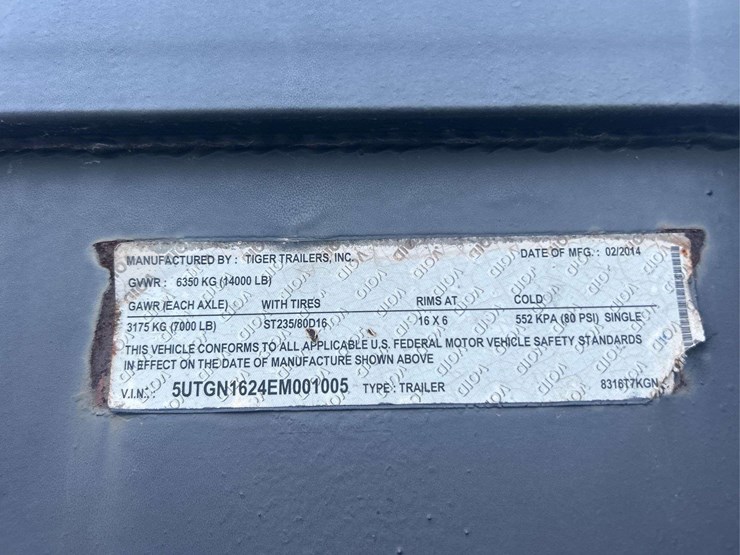 MANUFACTURED BY : TIGER TRAILERS, INC. DATE OF MFG. : 02/2014
GVWR : 6350 KG (14000 LB)
GAWR (EACH AXLE) WITH TIRES RIMS AT COLD
3175 KG (7000 LB) ST235/80D16 16 X 6 552 KPA (80 PSI) SINGLE
THIS VEHICLE CONFORMS TO ALL APPLICABLE U.S. FEDERAL MOTOR VEHICLE SAFETY STANDARDS
IN EFFECT ON THE DATE OF MANUFACTURE SHOWN ABOVE
V.I.N. : 5UTGN1624EM001005 TYPE : TRAILER 8316T7KGN